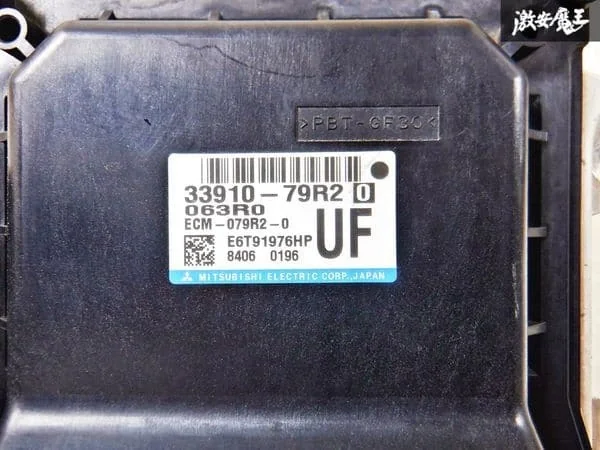 激安魔王
>PBT-GF30<
33910-79R2 0
063R0
ECM-079R2-0
E6T91976HP
UF
8406 0196
MITSUBISHI ELECTRIC CORP.,JAPAN